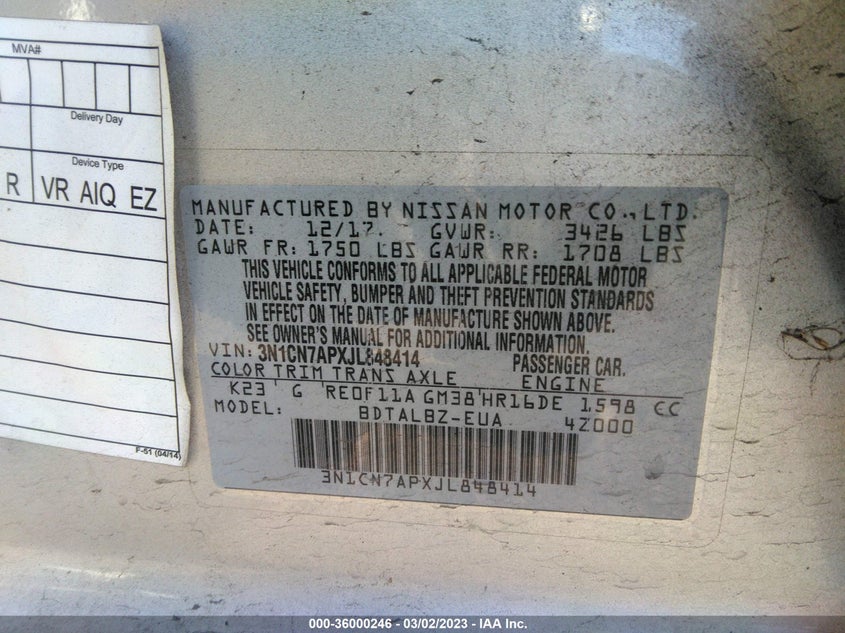 MVA#
Delivery Day
Device Type
R VR AIQ EZ
F-51 (04/14)
MANUFACTURED BY NISSAN MOTOR CO., LTD.
DATE: 12/17. GVWR: 3426 LBS
GAWR FR: 1750 LBS GAWR RR: 1708 LBS
THIS VEHICLE CONFORMS TO ALL APPLICABLE FEDERAL MOTOR
VEHICLE SAFETY, BUMPER AND THEFT PREVENTION STANDARDS
IN EFFECT ON THE DATE OF MANUFACTURE SHOWN ABOVE.
SEE OWNER'S MANUAL FOR ADDITIONAL INFORMATION.
VIN: 3N1CN7APXJL848414 PASSENGER CAR.
COLOR TRIM TRANS AXLE ENGINE
K23' G 'RE0F11A GM38'HR16DE 1,598 CC
MODEL: BDTALBZ-EUA 4Z000
3N1CN7APXJL848414
000-36000246 - 03/02/2023 - IAA Inc.